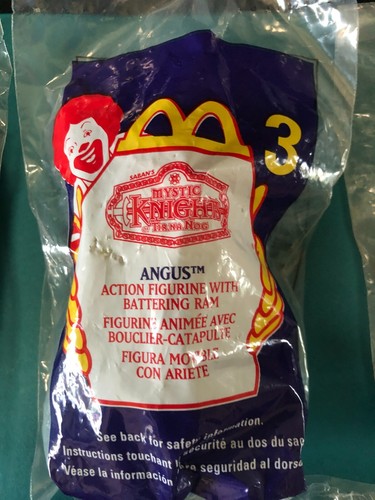 3
SABAN'S
MYSTIC
KNIGHTS
OF TIR NA NOG
ANGUS™
ACTION FIGURINE WITH
BATTERING RAM
FIGURINE ANIMÉE AVEC
BOUCLIER-CATAPULTE
FIGURA MOVIBLE
CON ARIETE
See back for safety information.
Instructions touchant la sécurité au dos du sac
Véase la información de seguridad al dorso